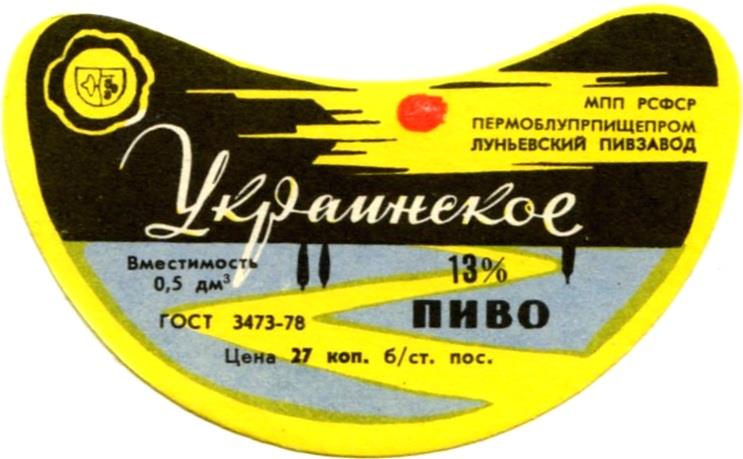 МПП РСФСР
ПЕРМОБЛУПРПИЩЕПРОМ
ЛУНЬЕВСКИЙ ПИВЗАВОД
Украинское
Вместимость
0,5 дм³
13%
ПИВО
ГОСТ 3473-78
Цена 27 коп. б/ст. пос.